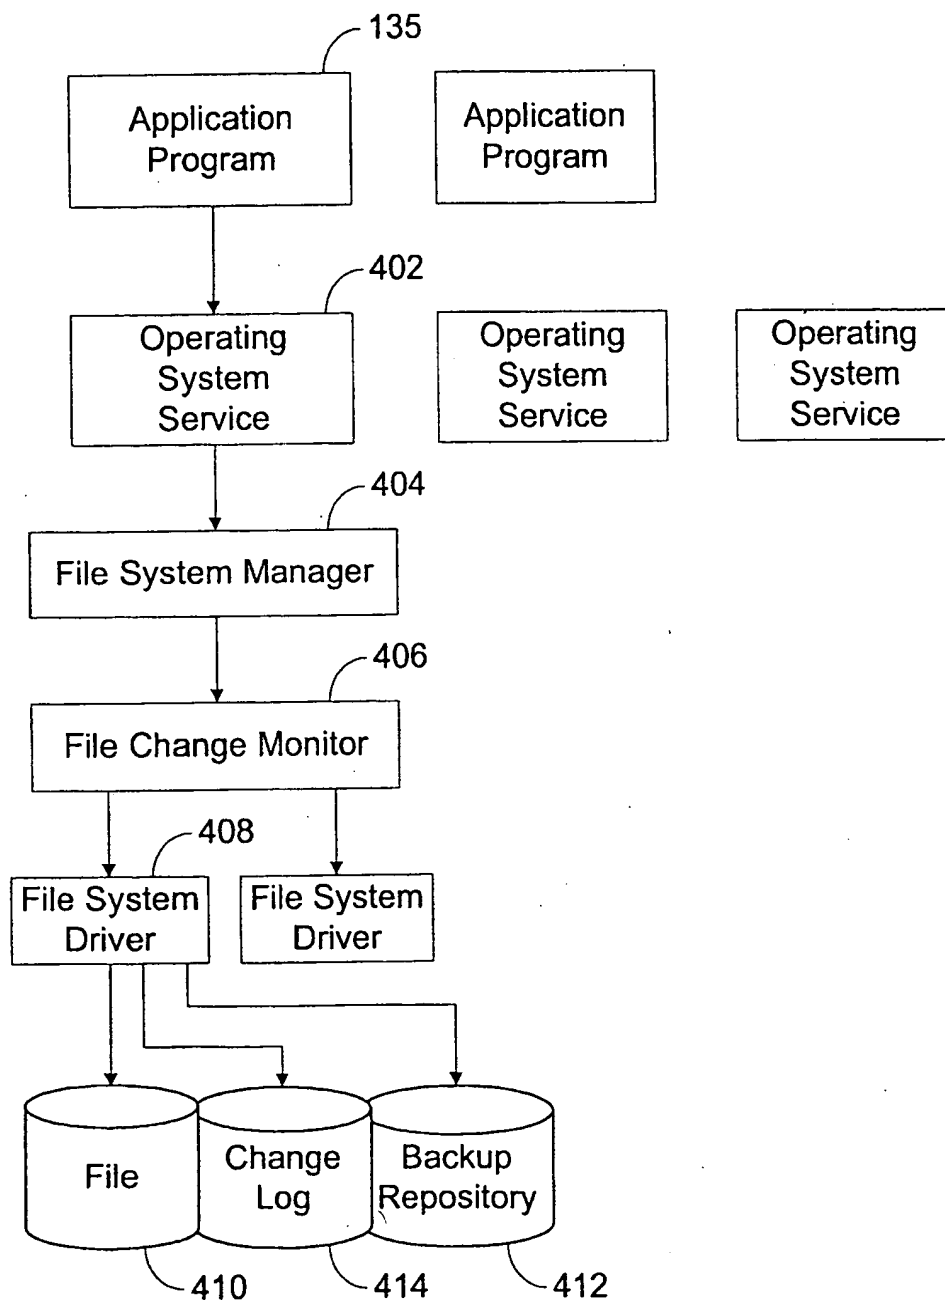 135
Application
Program
Application
Program
402
Operating
System
Service
Operating
System
Service
Operating
System
Service
404
File System Manager
406
File Change Monitor
408
File System
Driver
File System
Driver
File
Change
Log
Backup
Repository
410
414
412